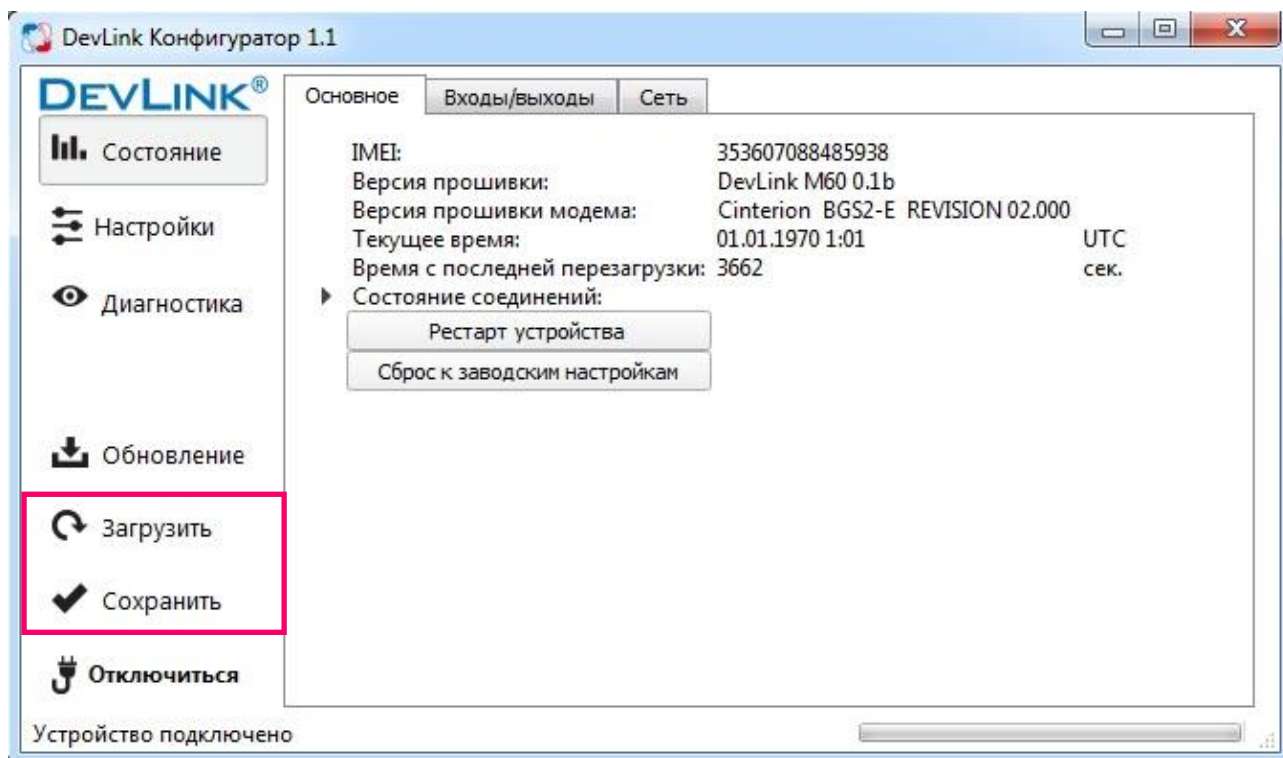 DevLink Конфигуратор 1.1
DEVLINK®
Состояние
Настройки
Диагностика
Обновление
Загрузить
Сохранить
Отключиться
Основное Входы/выходы Сеть
IMEI: 353607088485938
Версия прошивки: DevLink M60 0.1b
Версия прошивки модема: Cinterion BGS2-E REVISION 02.000
Текущее время: 01.01.1970 1:01 UTC
Время с последней перезагрузки: 3662 сек.
Состояние соединений:
Рестарт устройства
Сброс к заводским настройкам
Устройство подключено